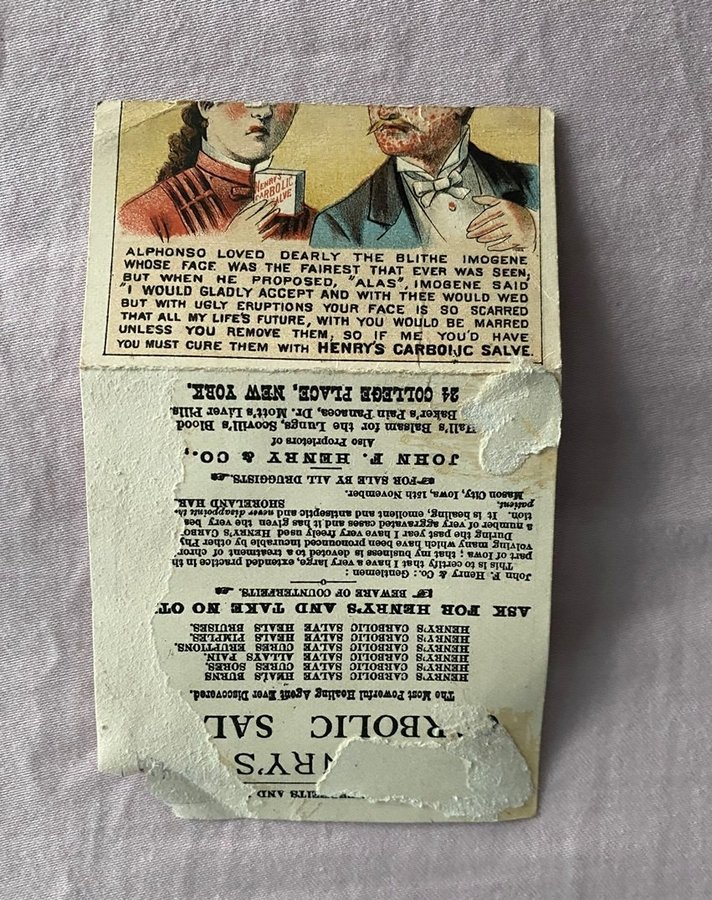 HENRY'S
CARBOLIC
SALVE
ALPHONSO LOVED DEARLY THE BLITHE IMOGENE
WHOSE FACE WAS THE FAIREST THAT EVER WAS SEEN,
BUT WHEN HE PROPOSED, "ALAS", IMOGENE SAID
"I WOULD GLADLY ACCEPT AND WITH THEE WOULD WED
BUT WITH UGLY ERUPTIONS YOUR FACE IS SO SCARRED
THAT ALL MY LIFE'S FUTURE, WITH YOU WOULD BE MARRED
UNLESS YOU REMOVE THEM; SO IF ME YOU'D HAVE
YOU MUST CURE THEM WITH HENRY'S CARBOLIC SALVE.
AND
NRY'S
ARBOLIC SAL
The Most Powerful Healing Agent Ever Discovered.
HENRY'S CARBOLIC SALVE HEALS BURNS
HENRY'S CARBOLIC SALVE CURES SORES.
HENRY'S CARBOLIC SALVE ALLAYS PAIN.
HENRY'S CARBOLIC SALVE CURES ERUPTIONS.
HENRY'S CARBOLIC SALVE HEALS PIMPLES.
HENRY'S CARBOLIC SALVE HEALS BRUISES.
ASK FOR HENRY'S AND TAKE NO OT
BEWARE OF COUNTERFEITS.
John F. Henry & Co.: Gentlemen:
This is to certify that I have a very large, extended practice in th
part of Iowa; that my business is devoted to a treatment of chron
volving many which have been pronounced incurable by other Phy
During the past year I have very freely used HENRY'S CARBO
a number of very aggravated cases and it has given the very bes
tion. It is healing, emollient and antiseptic and never disappoints th
patient. SHORELAND HAR
Mason City, Iowa, 13th November.
FOR SALE BY ALL DRUGGISTS.
JOHN F. HENRY & CO.,
Also Proprietors of
Hall's Balsam for the Lungs, Scovill's Blood
Baker's Pain Panacea, Dr. Mott's Liver Pills.
24 COLLEGE PLACE, NEW YORK.